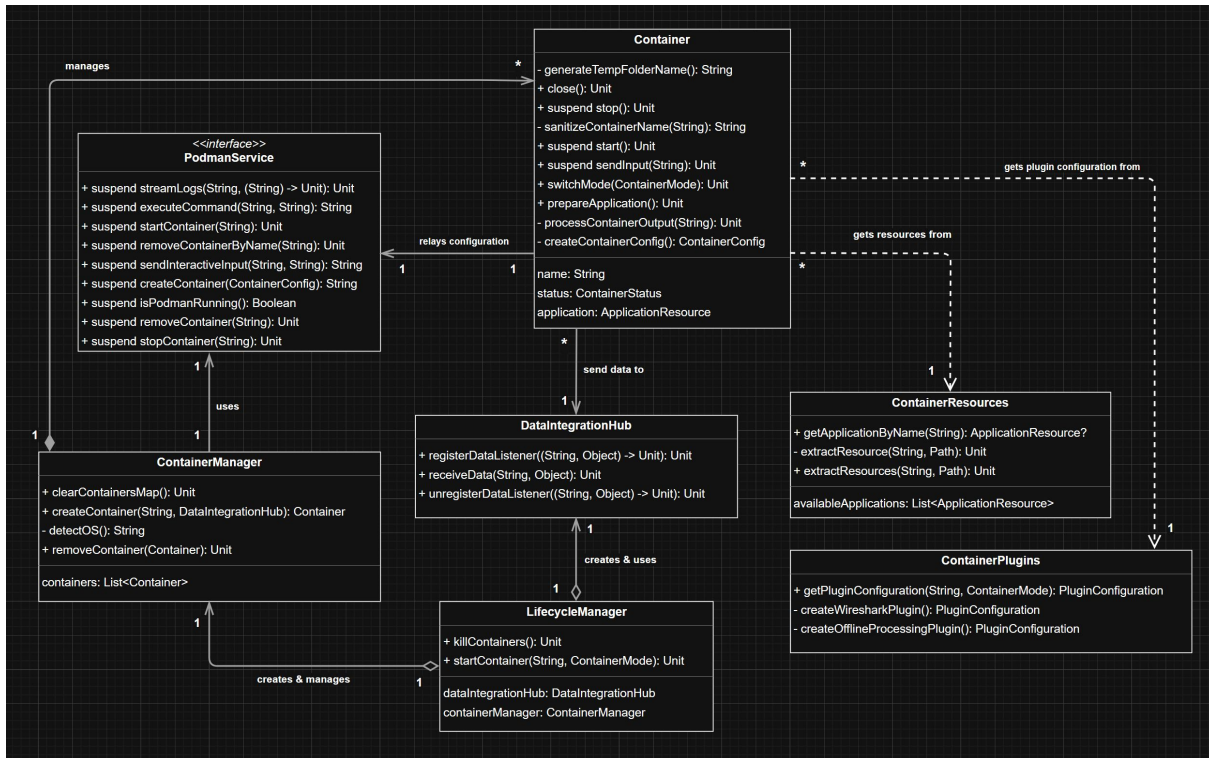 Container
- generateTempFolderName(): String
+ close(): Unit
+ suspend stop(): Unit
- sanitizeContainerName(String): String
+ suspend start(): Unit
+ suspend sendInput(String): Unit
+ switchMode(ContainerMode): Unit
+ prepareApplication(): Unit
- processContainerOutput(String): Unit
- createContainerConfig(): ContainerConfig
name: String
status: ContainerStatus
application: ApplicationResource
manages
*
1
<<interface>>
PodmanService
+ suspend streamLogs(String, (String) -> Unit): Unit
+ suspend executeCommand(String, String): String
+ suspend startContainer(String): Unit
+ suspend removeContainerByName(String): Unit
+ suspend sendInteractiveInput(String, String): String
+ suspend createContainer(ContainerConfig): String
+ suspend isPodmanRunning(): Boolean
+ suspend removeContainer(String): Unit
+ suspend stopContainer(String): Unit
relays configuration
1
1
*
gets plugin configuration from
1
gets resources from
*
1
*
send data to
1
1
uses
1
ContainerResources
+ getApplicationByName(String): ApplicationResource?
- extractResource(String, Path): Unit
+ extractResources(String, Path): Unit
availableApplications: List<ApplicationResource>
DataIntegrationHub
+ registerDataListener((String, Object) -> Unit): Unit
+ receiveData(String, Object): Unit
+ unregisterDataListener((String, Object) -> Unit): Unit
ContainerManager
+ clearContainersMap(): Unit
+ createContainer(String, DataIntegrationHub): Container
- detectOS(): String
+ removeContainer(Container): Unit
containers: List<Container>
1
creates & uses
1
ContainerPlugins
+ getPluginConfiguration(String, ContainerMode): PluginConfiguration
- createWiresharkPlugin(): PluginConfiguration
- createOfflineProcessingPlugin(): PluginConfiguration
LifecycleManager
+ killContainers(): Unit
+ startContainer(String, ContainerMode): Unit
dataIntegrationHub: DataIntegrationHub
containerManager: ContainerManager
1
creates & manages
1